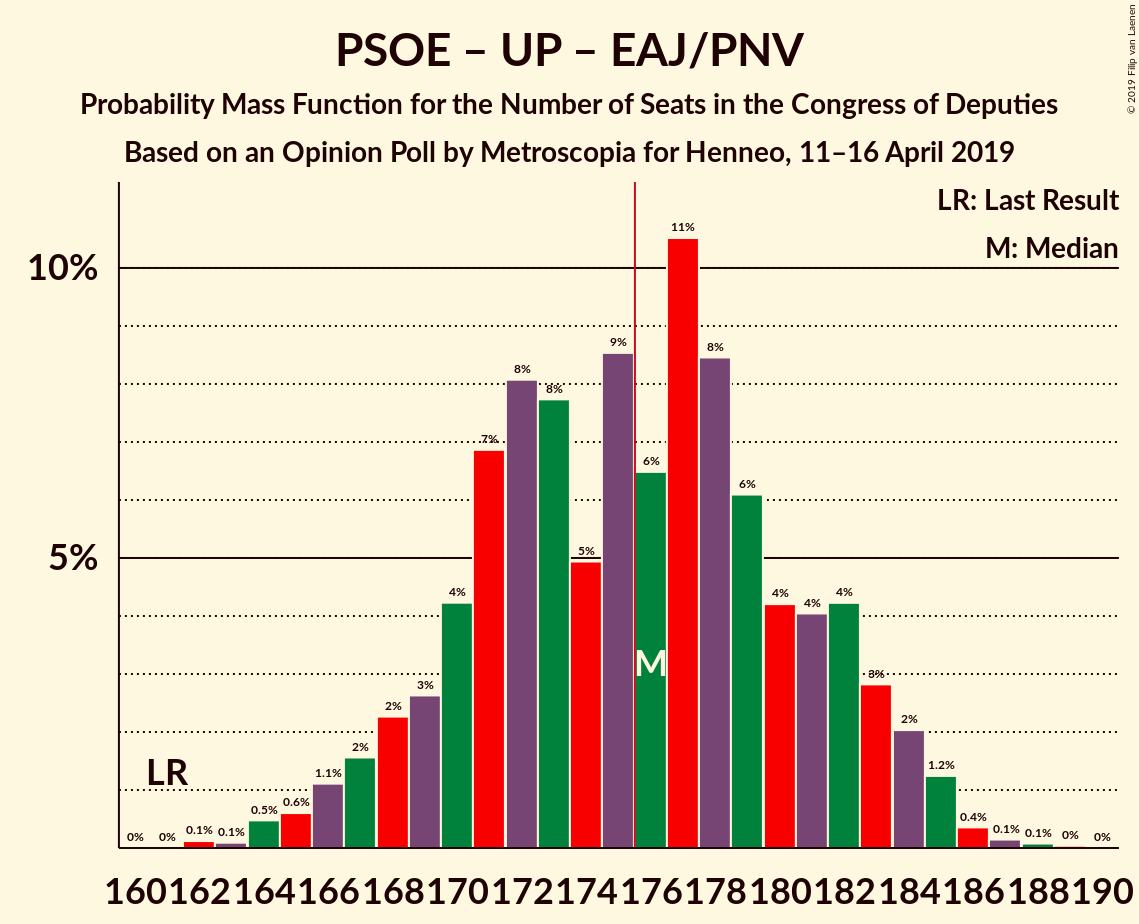 PSOE – UP – EAJ/PNV
Probability Mass Function for the Number of Seats in the Congress of Deputies
Based on an Opinion Poll by Metroscopia for Henneo, 11–16 April 2019
© 2019 Filip van Laenen
LR: Last Result
M: Median
10%
5%
0% 0% 0.1% 0.1% 0.5% 0.6% 1.1% 2% 2% 3% 4% 7% 8% 8% 5% 9% 6% 11% 8% 6% 4% 4% 4% 3% 2% 1.2% 0.4% 0.1% 0.1% 0% 0%
LR
M
160 162 164 166 168 170 172 174 176 178 180 182 184 186 188 190